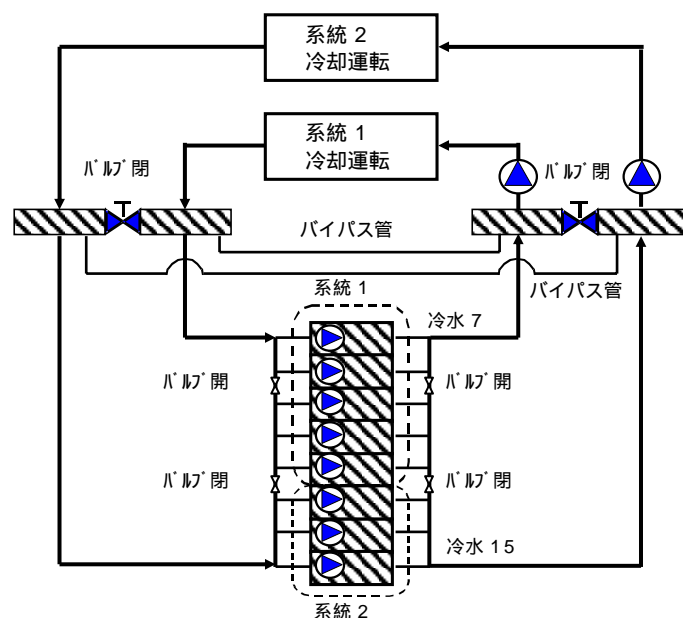 系統 2
冷却運転
系統 1
冷却運転
バルブ閉
バルブ閉
バイパス管
バイパス管
系統 1
冷水 7
バルブ開
バルブ開
バルブ閉
バルブ閉
冷水 15
系統 2